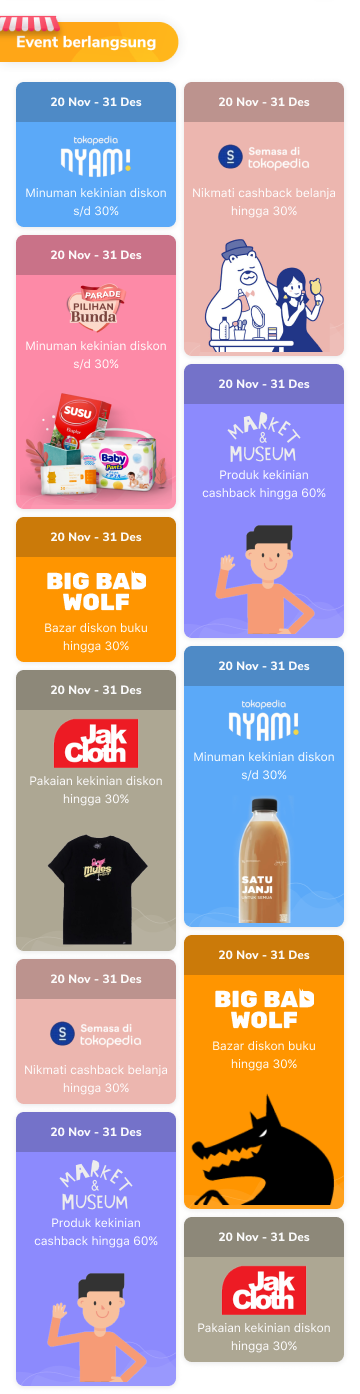 Event berlangsung
20 Nov - 31 Des
tokopedia
NYAM!
Minuman kekinian diskon
s/d 30%
20 Nov - 31 Des
PARADE
PILIHAN
Bunda
Minuman kekinian diskon
s/d 30%
SUSU
Baby
Pants
20 Nov - 31 Des
BIG BAD
WOLF
Bazar diskon buku
hingga 30%
20 Nov - 31 Des
Jak
Cloth
Pakaian kekinian diskon
hingga 30%
20 Nov - 31 Des
S
Semasa di
tokopedia
Nikmati cashback belanja
hingga 30%
20 Nov - 31 Des
MARKET
&
MUSEUM
Produk kekinian
cashback hingga 60%
20 Nov - 31 Des
S
Semasa di
tokopedia
Nikmati cashback belanja
hingga 30%
20 Nov - 31 Des
MARKET
&
MUSEUM
Produk kekinian
cashback hingga 60%
20 Nov - 31 Des
tokopedia
NYAM!
Minuman kekinian diskon
s/d 30%
SATU
JANJI
UNTUK SEMUA
20 Nov - 31 Des
BIG BAD
WOLF
Bazar diskon buku
hingga 30%
20 Nov - 31 Des
Jak
Cloth
Pakaian kekinian diskon
hingga 30%